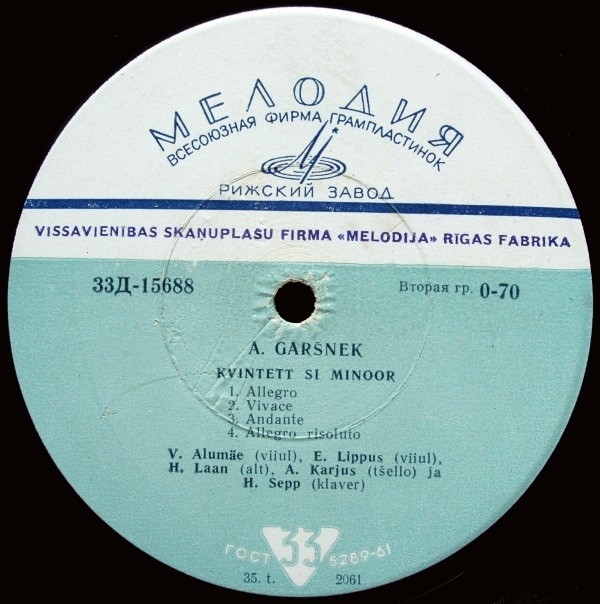 МЕЛОДИЯ
ВСЕСОЮЗНАЯ ФИРМА ГРАМПЛАСТИНОК
РИЖСКИЙ ЗАВОД
VISSAVIENĪBAS SKAŅUPLAŠU FIRMA «MELODIJA» RĪGAS FABRIKA
33Д-15688 Вторая гр. 0-70
A. GARŠNEK
KVINTETT SI MINOOR
1. Allegro
2. Vivace
3. Andante
4. Allegro risoluto
V. Alumäe (viiul), E. Lippus (viiul),
H. Laan (alt), A. Karjus (tšello) ja
H. Sepp (klaver)
ГОСТ 33 5289-61
35. t. 2061